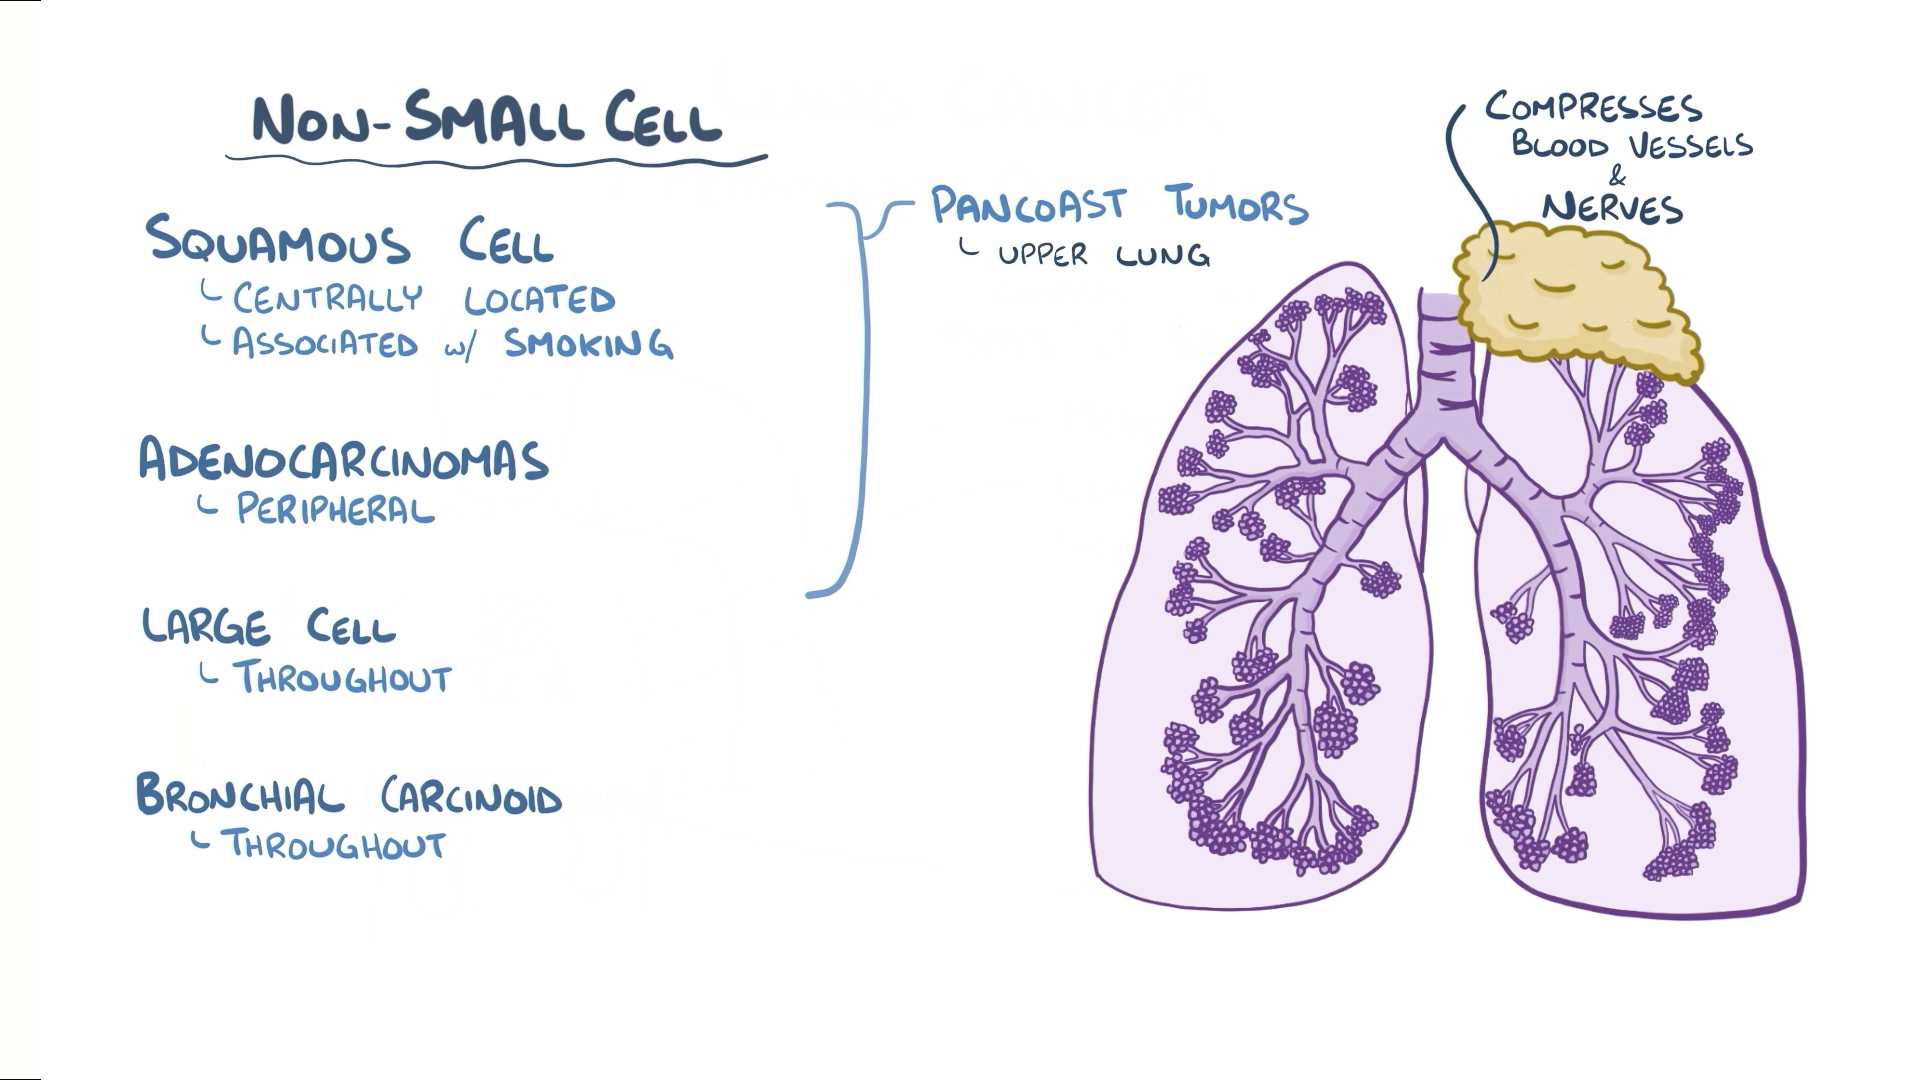 NON-SMALL CELL
SQUAMOUS CELL
CENTRALLY LOCATED
ASSOCIATED w/ SMOKING
ADENOCARCINOMAS
PERIPHERAL
LARGE CELL
THROUGHOUT
BRONCHIAL CARCINOID
THROUGHOUT
PANCOAST TUMORS
UPPER LUNG
COMPRESSES
BLOOD VESSELS
&
NERVES